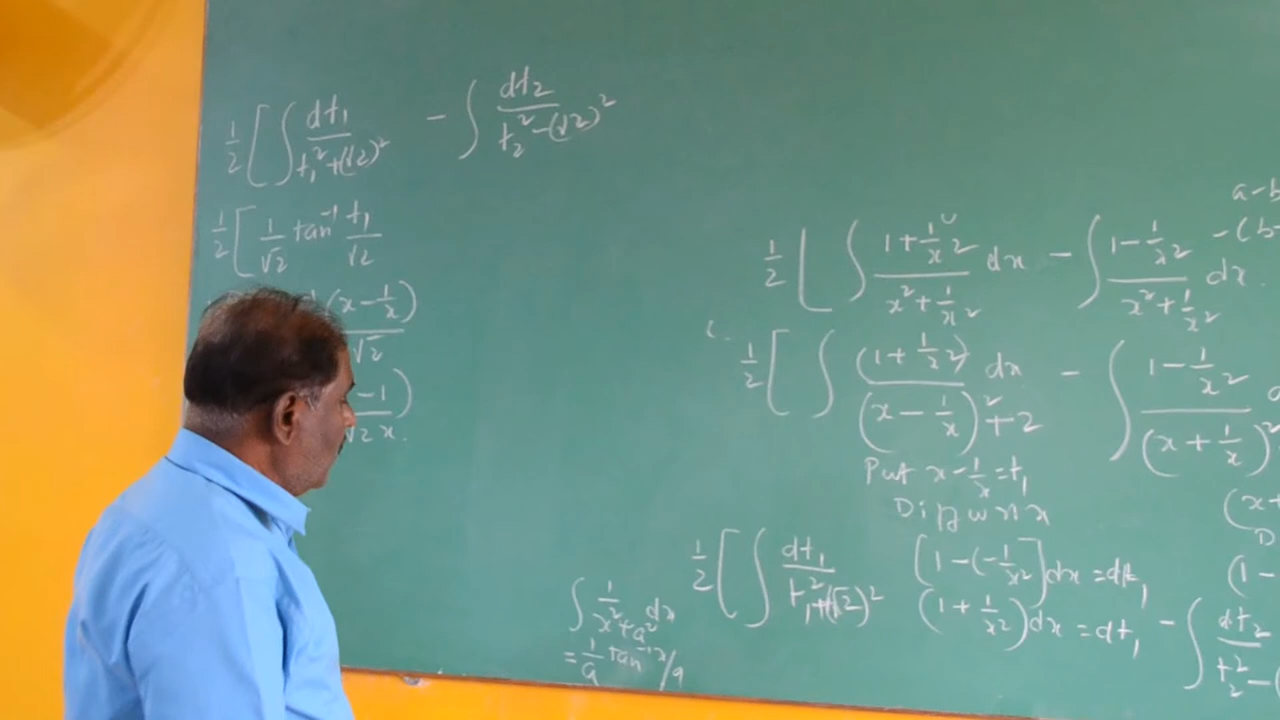 1/2 [ ∫ dt₁/(t₁² + (√2)²) - ∫ dt₂/(t₂² - (√2)²)
1/2 [ 1/√2 tan⁻¹ t₁/√2
(x - 1/x)/√2
-1)/√2 x.
a-b
-(b-
1/2 [ ∫ (1 + 1/x²)/(x² + 1/x²) dx - ∫ (1 - 1/x²)/(x² + 1/x²) dx.
1/2 [ ∫ (1 + 1/x²)/((x - 1/x)² + 2) dx - ∫ (1 - 1/x²)/(x + 1/x)²
Put x - 1/x = t₁
(x+
Diff w r t x
D
[1 - (-1/x²)] dx = dt₁
(1 -
1/2 [ ∫ dt₁/(t₁² + (√2)²)
(1 + 1/x²) dx = dt₁
- ∫ dt₂/(t₂² - (
∫ 1/(x² + a²) dx
= 1/a tan⁻¹ x/a